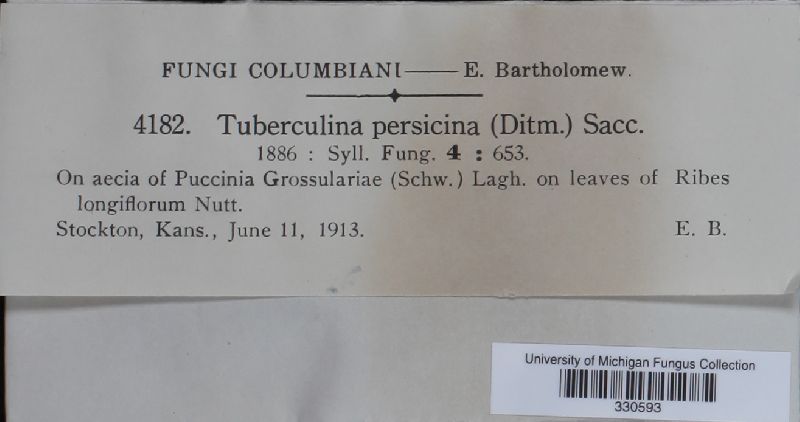 FUNGI COLUMBIANI—— E. Bartholomew.
4182. Tuberculina persicina (Ditm.) Sacc.
1886 : Syll. Fung. 4 : 653.
On aecia of Puccinia Grossulariae (Schw.) Lagh. on leaves of Ribes
longiflorum Nutt.
Stockton, Kans., June 11, 1913. E. B.
University of Michigan Fungus Collection
330593